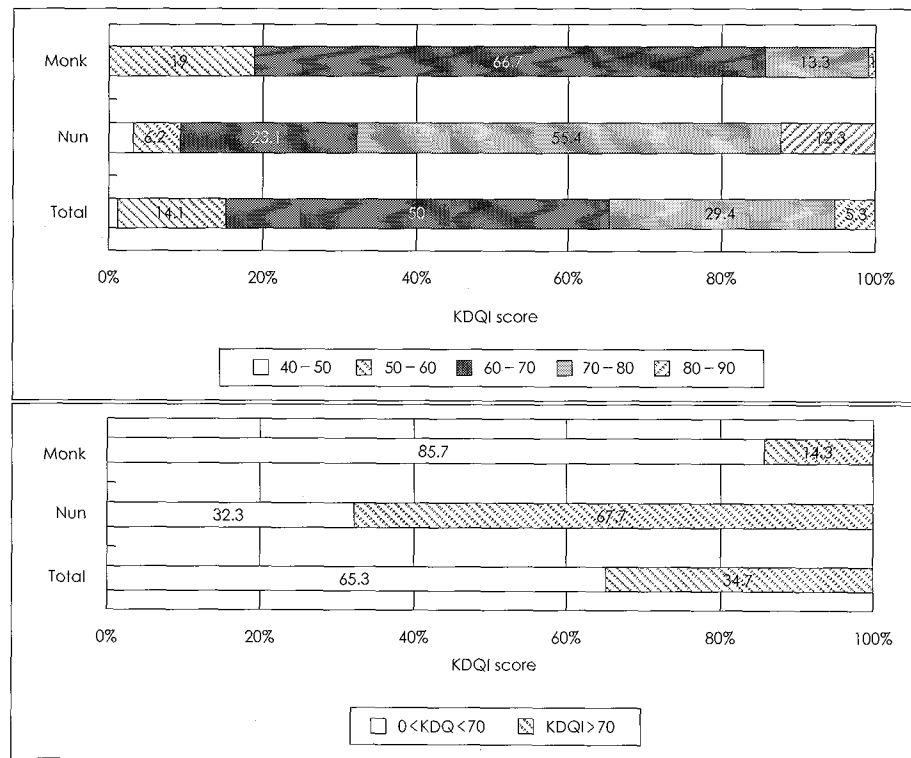 Monk 19 66.7 13.3
Nun 6.2 23.1 55.4 12.3
Total 14.1 50 29.4 5.3
0% 20% 40% 60% 80% 100%
KDQI score
40-50 50-60 60-70 70-80 80-90
Monk 85.7 14.3
Nun 32.3 67.7
Total 65.3 34.7
0% 20% 40% 60% 80% 100%
KDQI score
0<KDQ<70 KDQI>70